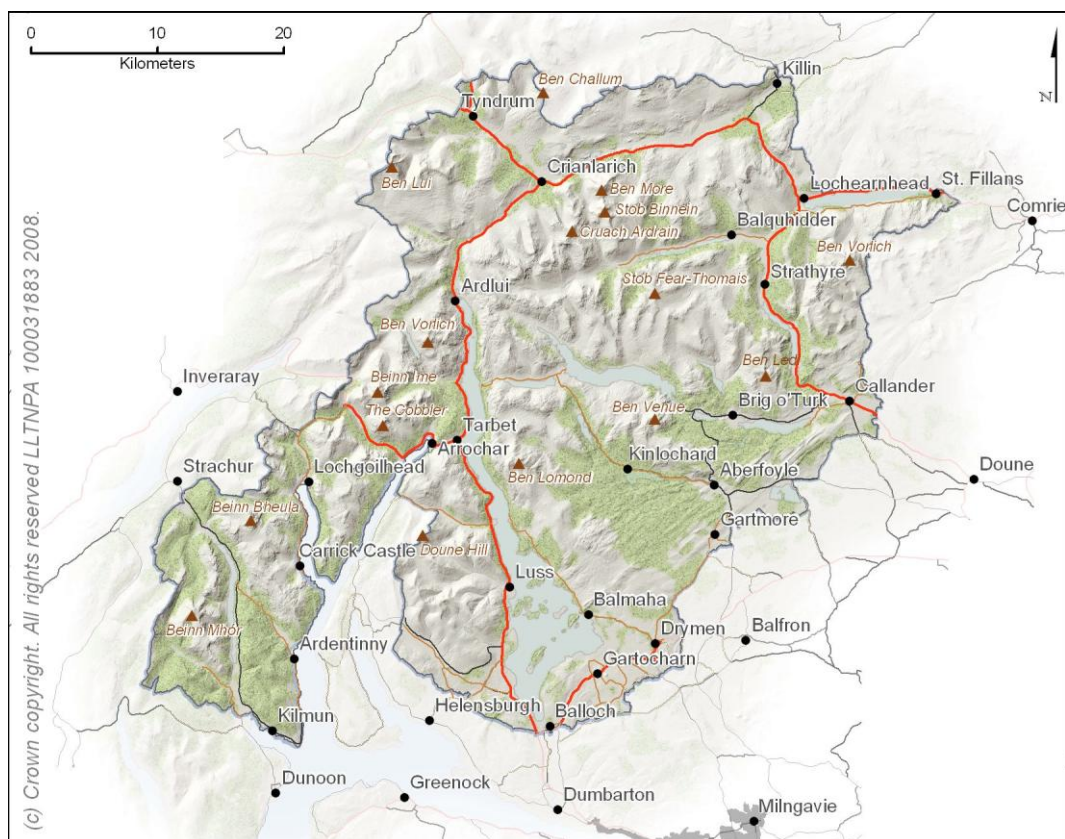 0 10 20
Kilometers
N
Killin
Ben Challum
Tyndrum
Crianlarich
Ben Lui
Ben More
Lochearnhead
St. Fillans
Stob Binnein
Comrie
Cruach Ardrain
Balquhidder
Ben Vorlich
Stob Fear-Thomais
Strathyre
Ardlui
Ben Vorlich
Inveraray
Beinn Ime
Ben Led
Callander
The Cobbler
Ben Venue
Brig o'Turk
Tarbet
Arrochar
Strachur
Lochgoilhead
Ben Lomond
Kinlochard
Aberfoyle
Doune
Beinn Bheula
Gartmore
Doune Hill
Carrick Castle
Luss
Beinn Mhor
Balmaha
Drymen
Balfron
Ardentinny
Gartocharn
Helensburgh
Balloch
Kilmun
Dunoon
Greenock
Dumbarton
Milngavie
(c) Crown copyright. All rights reserved LLTNPA 100031883 2008.